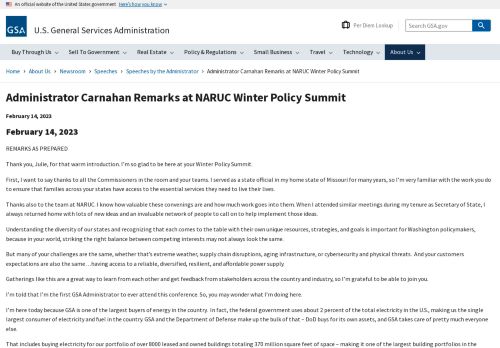 An official website of the United States government Here's how you know
GSA
U.S. General Services Administration
Per Diem Lookup
Search GSA.gov
Buy Through Us Sell To Government Real Estate Policy & Regulations Small Business Travel Technology About Us
Home › About Us › Newsroom › Speeches › Speeches by the Administrator › Administrator Carnahan Remarks at NARUC Winter Policy Summit
Administrator Carnahan Remarks at NARUC Winter Policy Summit
February 14, 2023
February 14, 2023
REMARKS AS PREPARED
Thank you, Julie, for that warm introduction. I'm so glad to be here at your Winter Policy Summit.
First, I want to say thanks to all the Commissioners in the room and your teams. I served as a state official in my home state of Missouri for many years, so I'm very familiar with the work you do
to ensure that families across your states have access to the essential services they need to live their lives.
Thanks also to the team at NARUC. I know how valuable these convenings are and how much work goes into them. When I attended similar meetings during my tenure as Secretary of State, I
always returned home with lots of new ideas and an invaluable network of people to call on to help implement those ideas.
Understanding the diversity of our states and recognizing that each comes to the table with their own unique resources, strategies, and goals is important for Washington policymakers,
because in your world, striking the right balance between competing interests may not always look the same.
But many of your challenges are the same, whether that's extreme weather, supply chain disruptions, aging infrastructure, or cybersecurity and physical threats. And your customers
expectations are also the same…having access to a reliable, diversified, resilient, and affordable power supply.
Gatherings like this are a great way to learn from each other and get feedback from stakeholders across the country and industry, so I'm grateful to be able to join you.
I'm told that I'm the first GSA Administrator to ever attend this conference. So, you may wonder what I'm doing here.
I'm here today because GSA is one of the largest buyers of energy in the country. In fact, the federal government uses about 2 percent of the total electricity in the U.S., making us the single
largest consumer of electricity and fuel in the country. GSA and the Department of Defense make up the bulk of that – DoD buys for its own assets, and GSA takes care of pretty much everyone
else.
That includes buying electricity for our portfolio of over 8000 leased and owned buildings totaling 370 million square feet of space – making it one of the largest building portfolios in the